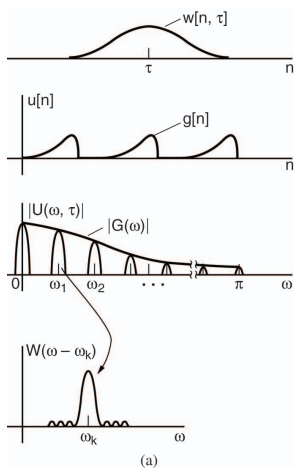 w[n, τ]
τ n
u[n]
g[n]
n
|U(ω, τ)|
|G(ω)|
0 ω₁ ω₂ ... π ω
W(ω − ωₖ)
ωₖ ω
(a)